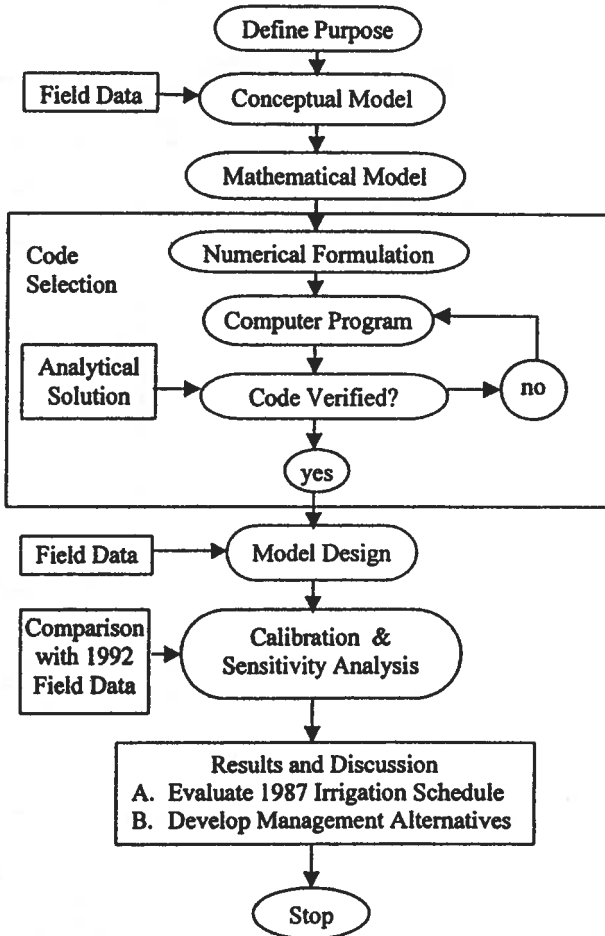 Define Purpose
Field Data
Conceptual Model
Mathematical Model
Code
Selection
Numerical Formulation
Computer Program
Analytical
Solution
Code Verified?
no
yes
Field Data
Model Design
Comparison
with 1992
Field Data
Calibration &
Sensitivity Analysis
Results and Discussion
A. Evaluate 1987 Irrigation Schedule
B. Develop Management Alternatives
Stop